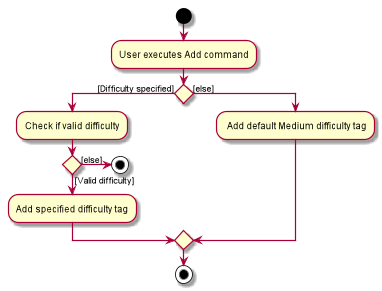 User executes Add command
[Difficulty specified]
[else]
Check if valid difficulty
Add default Medium difficulty tag
[else]
[Valid difficulty]
Add specified difficulty tag